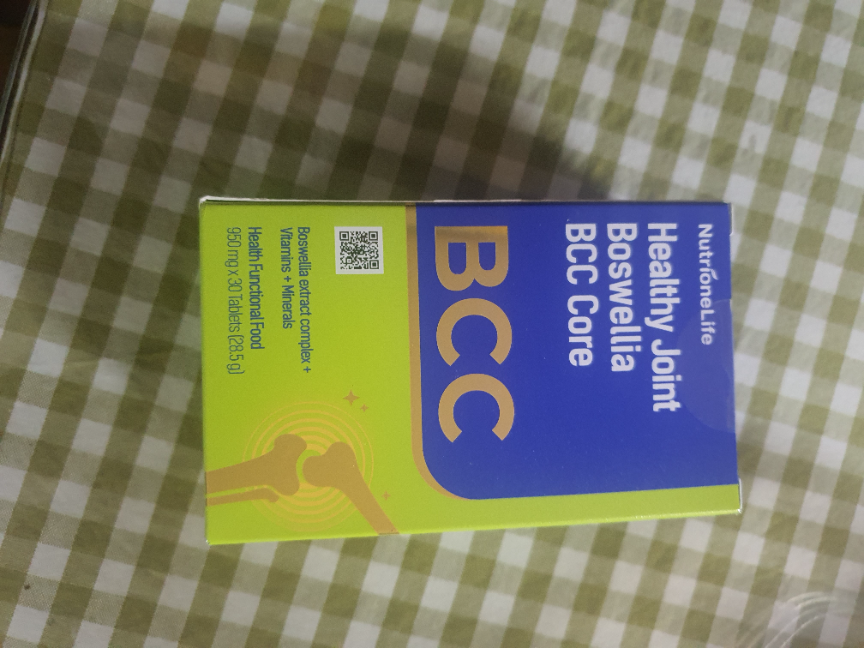 NutrioneLife
Healthy Joint
Boswellia
BCC Core
BCC
Boswellia extract complex +
Vitamins + Minerals
Health Functional Food
950 mg x 30 Tablets (28.5 g)